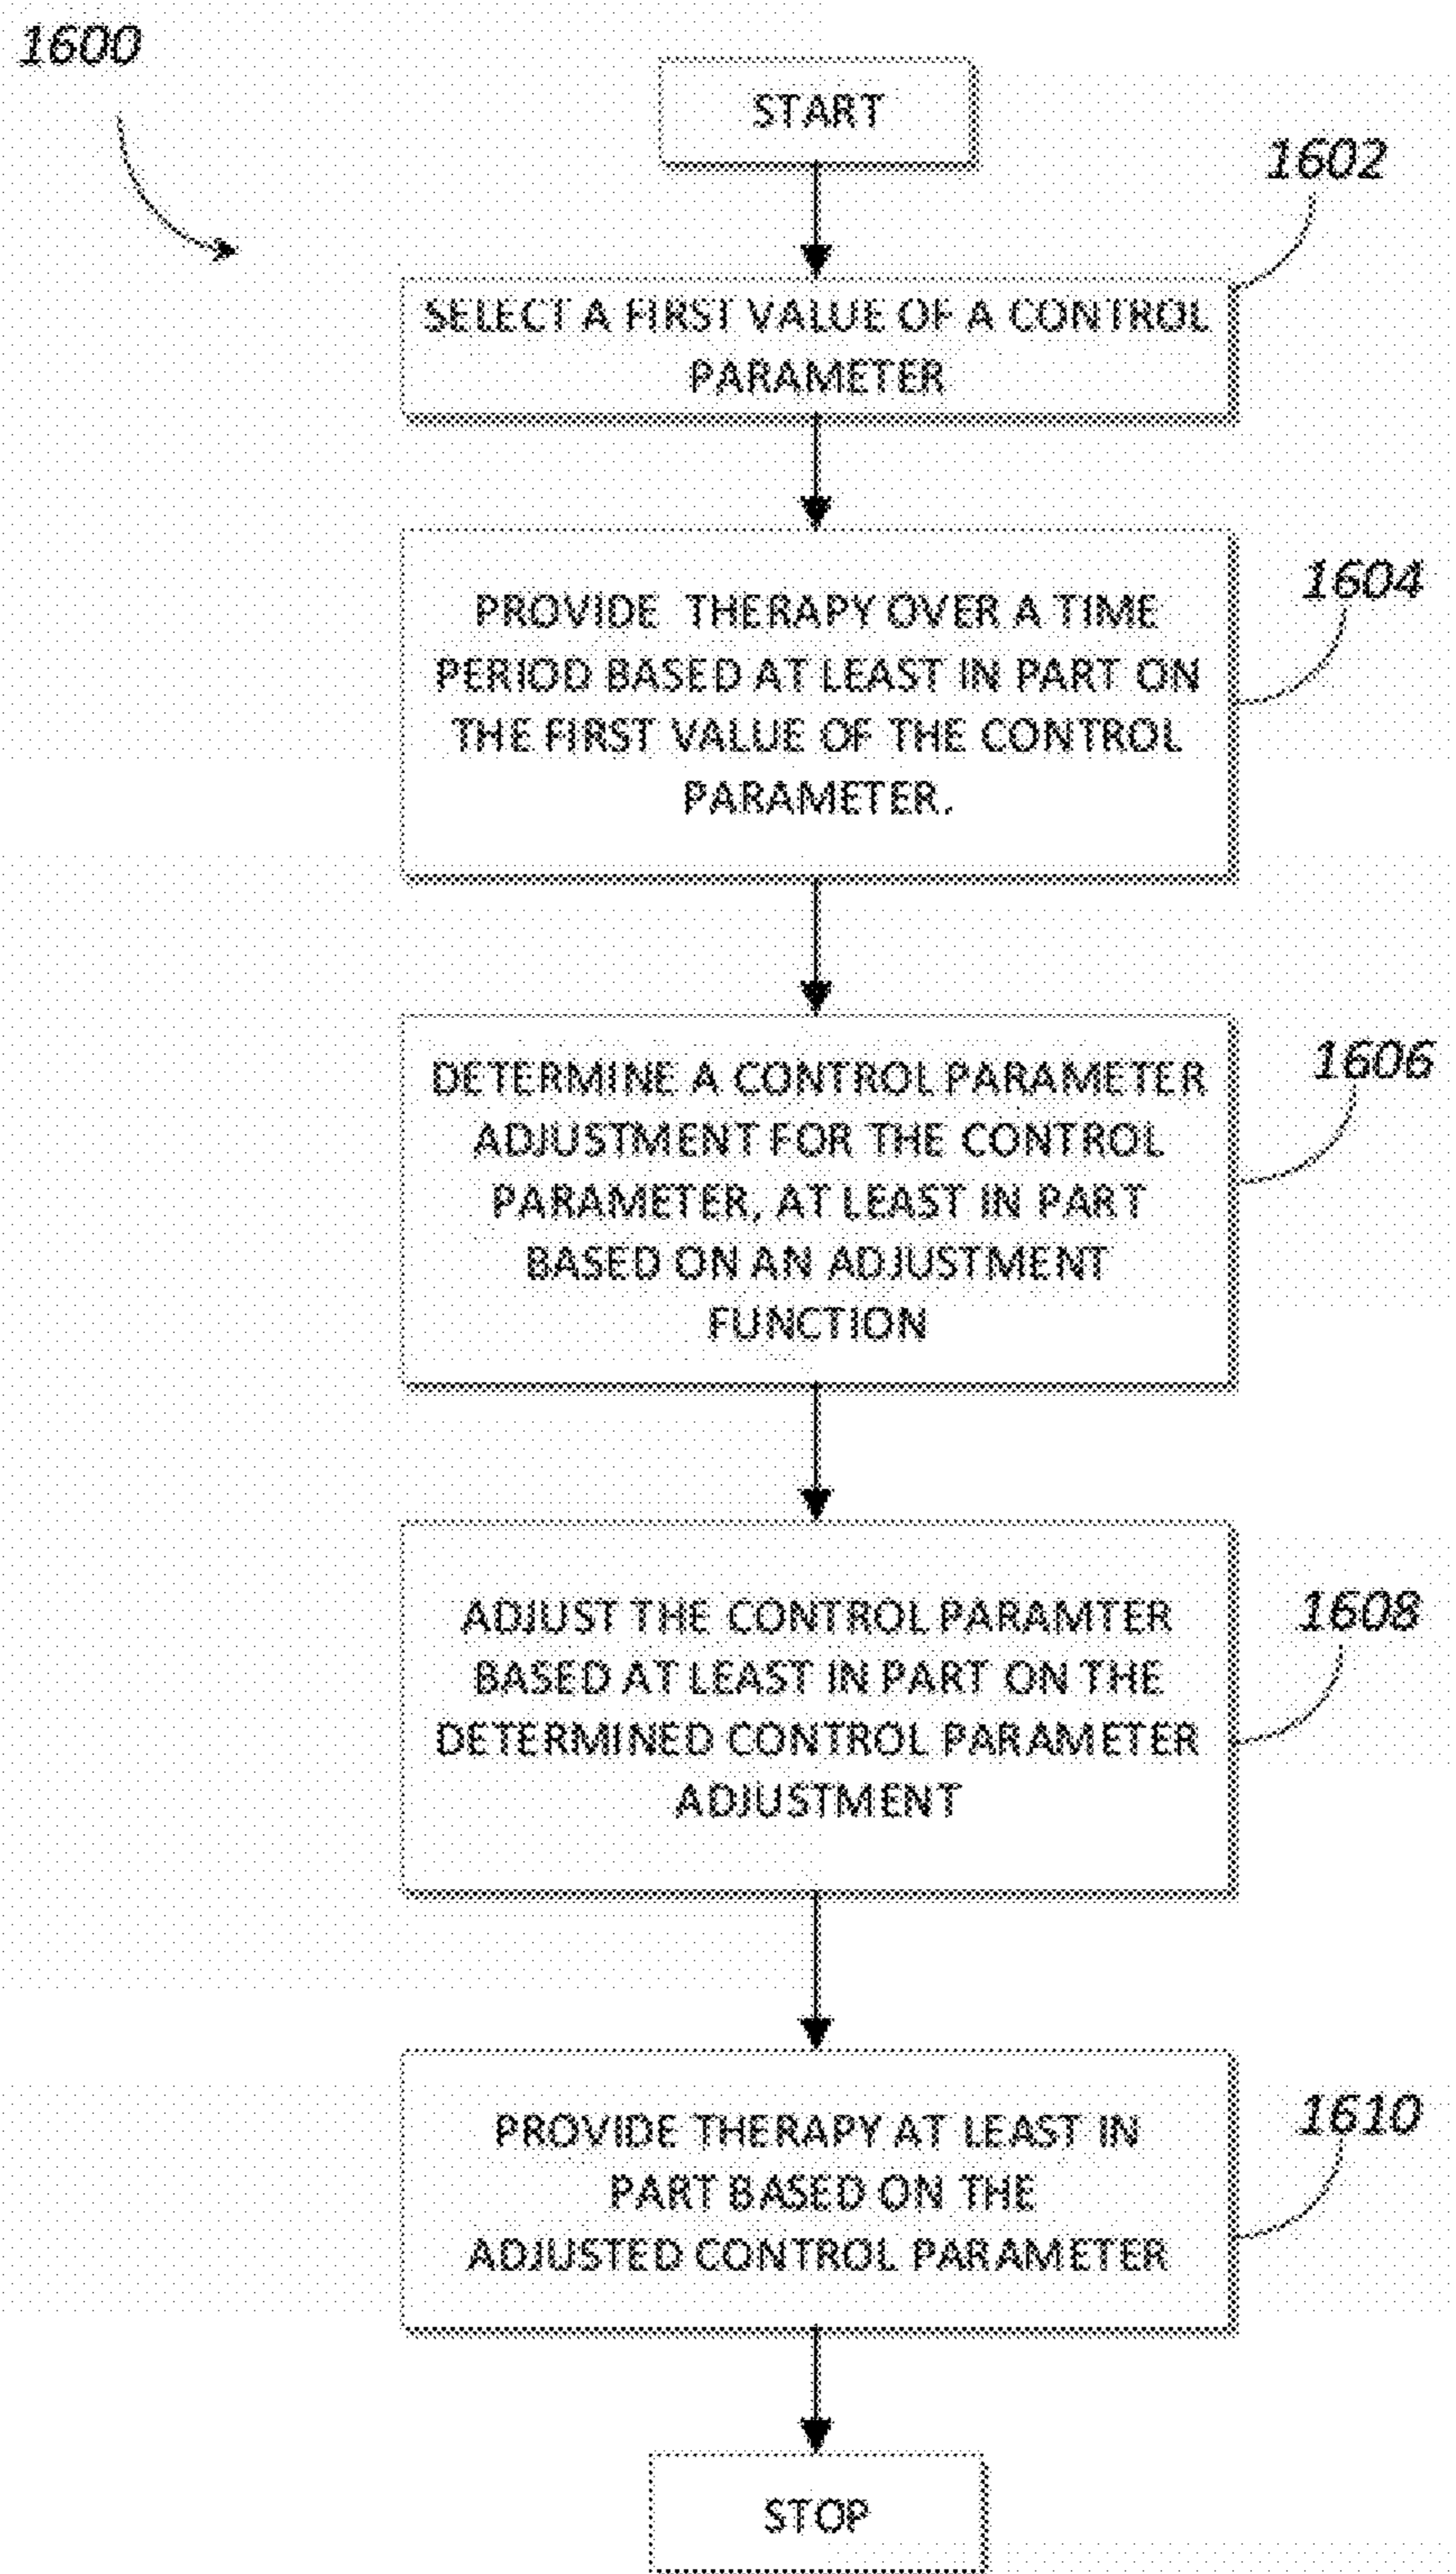 1600
START
1602
SELECT A FIRST VALUE OF A CONTROL
PARAMETER
1604
PROVIDE THERAPY OVER A TIME
PERIOD BASED AT LEAST IN PART ON
THE FIRST VALUE OF THE CONTROL
PARAMETER.
1606
DETERMINE A CONTROL PARAMETER
ADJUSTMENT FOR THE CONTROL
PARAMETER, AT LEAST IN PART
BASED ON AN ADJUSTMENT
FUNCTION
1608
ADJUST THE CONTROL PARAMTER
BASED AT LEAST IN PART ON THE
DETERMINED CONTROL PARAMETER
ADJUSTMENT
1610
PROVIDE THERAPY AT LEAST IN
PART BASED ON THE
ADJUSTED CONTROL PARAMETER
STOP